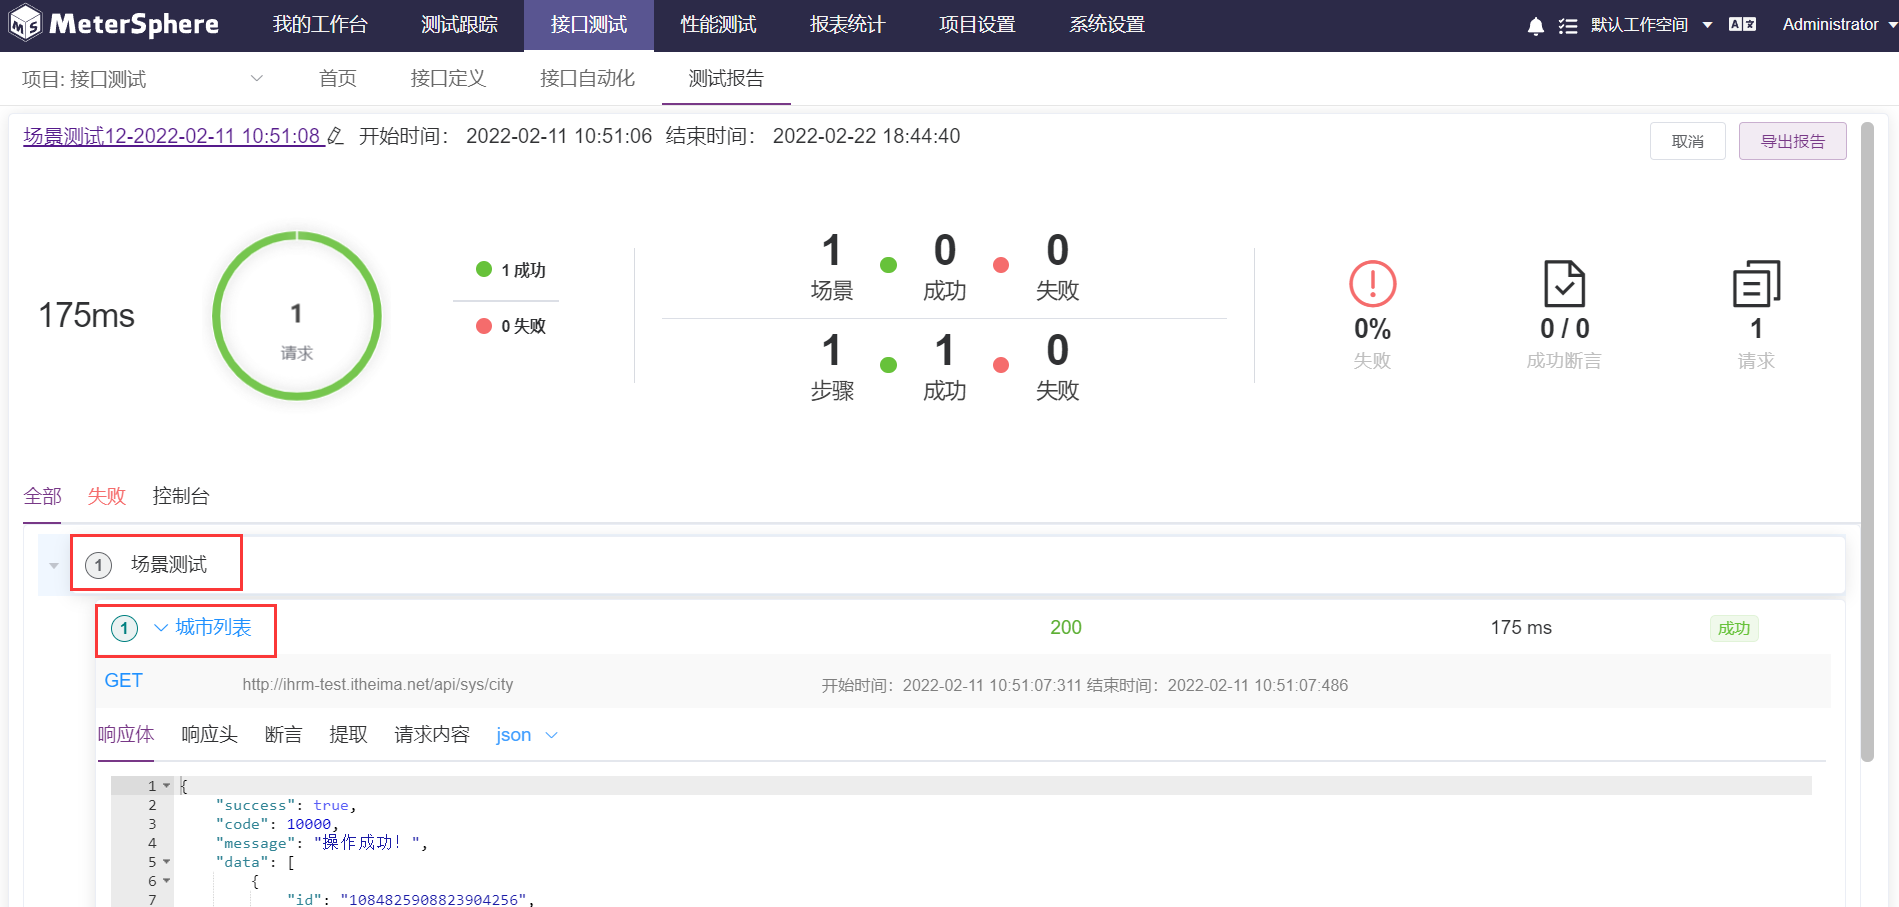 MeterSphere 我的工作台 测试跟踪 接口测试 性能测试 报表统计 项目设置 系统设置 默认工作空间 Administrator
项目: 接口测试 首页 接口定义 接口自动化 测试报告
场景测试12-2022-02-11 10:51:08 开始时间： 2022-02-11 10:51:06 结束时间： 2022-02-22 18:44:40 取消 导出报告
175ms
1
请求
1 成功
0 失败
1 0 0
场景 成功 失败
1 1 0
步骤 成功 失败
0% 0 / 0 1
失败 成功断言 请求
全部 失败 控制台
1 场景测试
1 城市列表 200 175 ms 成功
GET http://ihrm-test.itheima.net/api/sys/city 开始时间：2022-02-11 10:51:07:311 结束时间：2022-02-11 10:51:07:486
响应体 响应头 断言 提取 请求内容 json
1 {
2 "success": true,
3 "code": 10000,
4 "message": "操作成功！",
5 "data": [
6 {
7 "id": "1084825908823904256",